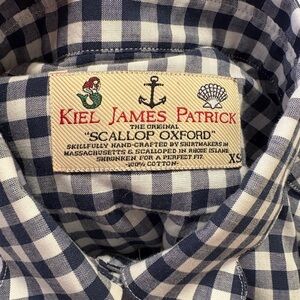 KIEL JAMES PATRICK
THE ORIGINAL
"SCALLOP OXFORD"
SKILLFULLY HAND-CRAFTED BY SHIRTMAKERS IN
MASSACHUSETTS & SCALLOPED IN RHODE ISLAND
SHRUNKEN FOR A PERFECT FIT
-100% COTTON-
XS